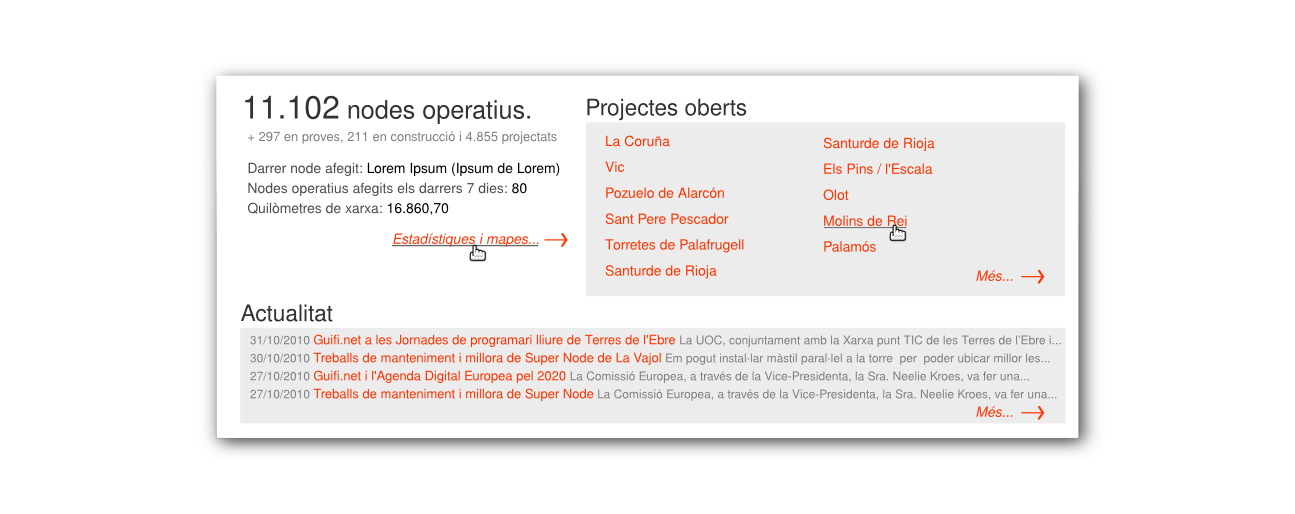 11.102 nodes operatius.
+ 297 en proves, 211 en construcció i 4.855 projectats
Darrer node afegit: Lorem Ipsum (Ipsum de Lorem)
Nodes operatius afegits els darrers 7 dies: 80
Quilòmetres de xarxa: 16.860,70
Estadístiques i mapes...
Projectes oberts
La Coruña
Vic
Pozuelo de Alarcón
Sant Pere Pescador
Torretes de Palafrugell
Santurde de Rioja
Santurde de Rioja
Els Pins / l'Escala
Olot
Molins de Rei
Palamós
Més...
Actualitat
31/10/2010 Guifi.net a les Jornades de programari lliure de Terres de l'Ebre La UOC, conjuntament amb la Xarxa punt TIC de les Terres de l'Ebre i...
30/10/2010 Treballs de manteniment i millora de Super Node de La Vajol Em pogut instal·lar màstil paral·lel a la torre per poder ubicar millor les...
27/10/2010 Guifi.net i l'Agenda Digital Europea pel 2020 La Comissió Europea, a través de la Vice-Presidenta, la Sra. Neelie Kroes, va fer una...
27/10/2010 Treballs de manteniment i millora de Super Node La Comissió Europea, a través de la Vice-Presidenta, la Sra. Neelie Kroes, va fer una...
Més...